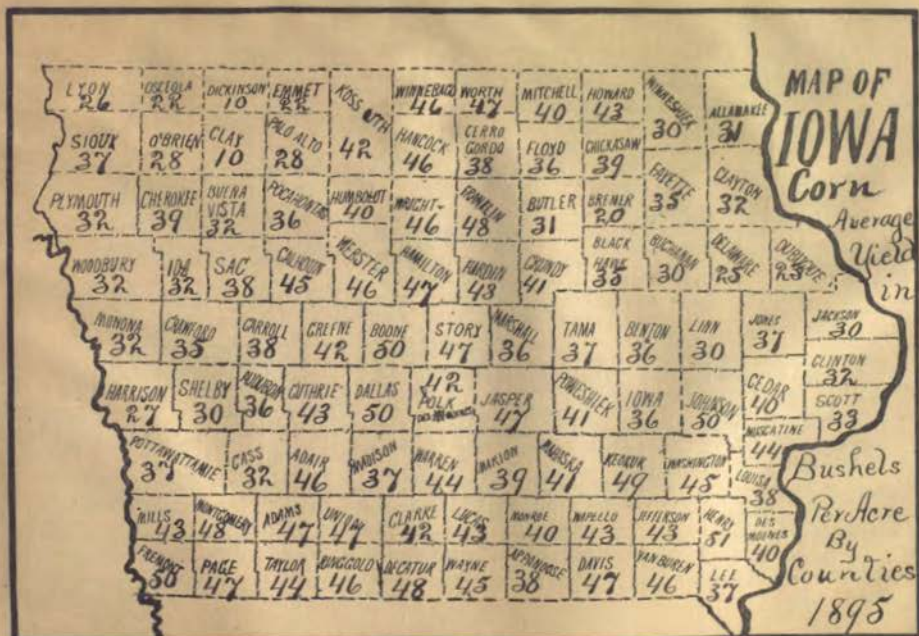 MAP OF
IOWA
Corn
Average
Yield
in
Bushels
Per Acre
By
Counties
1895
LYON 26
OSCEOLA 22
DICKINSON 10
EMMET 22
KOSSUTH 42
WINNEBAGO 46
WORTH 47
MITCHELL 40
HOWARD 43
WINNESHIEK 30
ALLAMAKEE 31
SIOUX 37
O'BRIEN 28
CLAY 10
PALO ALTO 28
HANCOCK 46
CERRO GORDO 38
FLOYD 36
CHICKASAW 39
FAYETTE 35
CLAYTON 32
PLYMOUTH 32
CHEROKEE 39
BUENA VISTA 32
POCAHONTAS 36
HUMBOLDT 40
WRIGHT 46
FRANKLIN 48
BUTLER 31
BREMER 20
WOODBURY 32
IDA 32
SAC 38
CALHOUN 45
WEBSTER 46
HAMILTON 47
HARDIN 43
GRUNDY 41
BLACK HAWK 35
BUCHANAN 30
DELAWARE 25
DUBUQUE 23
MONONA 32
CRAWFORD 35
CARROLL 38
GREENE 42
BOONE 50
STORY 47
MARSHALL 36
TAMA 37
BENTON 36
LINN 30
JONES 37
JACKSON 30
CLINTON 32
HARRISON 27
SHELBY 30
AUDUBON 36
GUTHRIE 43
DALLAS 50
42 POLK DES MOINES
JASPER 47
POWESHIEK 41
IOWA 36
JOHNSON 50
CEDAR 40
SCOTT 33
MUSCATINE 44
POTTAWATTAMIE 37
CASS 32
ADAIR 46
MADISON 37
WARREN 44
MARION 39
MAHASKA 41
KEOKUK 49
WASHINGTON 45
LOUISA 38
MILLS 43
MONTGOMERY 48
ADAMS 47
UNION 47
CLARKE 42
LUCAS 43
MONROE 40
WAPELLO 43
JEFFERSON 43
HENRY 51
DES MOINES 40
FREMONT 50
PAGE 47
TAYLOR 44
RINGGOLD 46
DECATUR 48
WAYNE 45
APPANOOSE 38
DAVIS 47
VAN BUREN 46
LEE 37